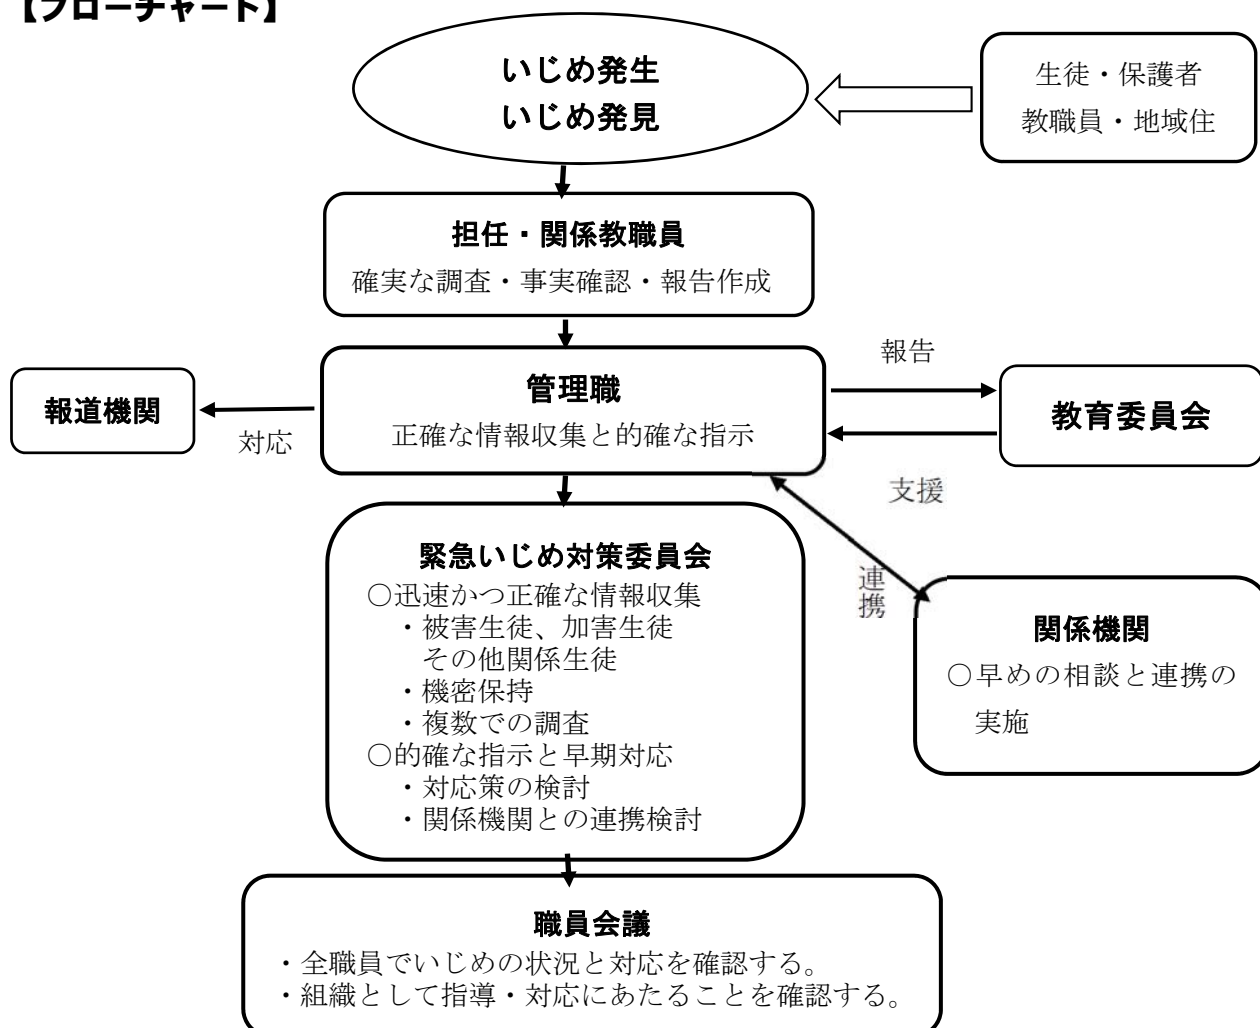 【フローチャート】
いじめ発生
いじめ発見
生徒・保護者
教職員・地域住
担任・関係教職員
確実な調査・事実確認・報告作成
管理職
正確な情報収集と的確な指示
報道機関
対応
報告
教育委員会
支援
連携
緊急いじめ対策委員会
○迅速かつ正確な情報収集
・被害生徒、加害生徒
その他関係生徒
・機密保持
・複数での調査
○的確な指示と早期対応
・対応策の検討
・関係機関との連携検討
関係機関
○早めの相談と連携の
実施
職員会議
・全職員でいじめの状況と対応を確認する。
・組織として指導・対応にあたることを確認する。